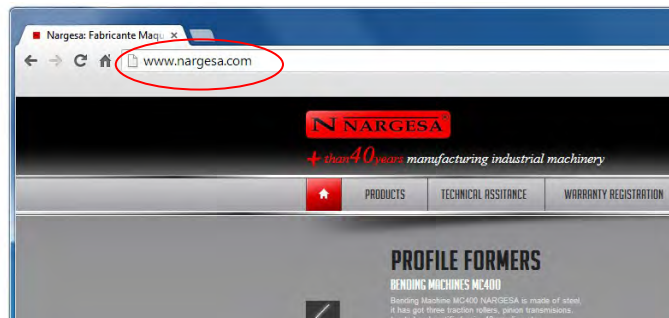 Nargesa: Fabricante Maqu
www.nargesa.com
N NARGESA
+ than 40 years manufacturing industrial machinery
PRODUCTS TECHNICAL ASSITANCE WARRANTY REGISTRATION
PROFILE FORMERS
BENDING MACHINES MC400
Bending Machine MC400 NARGESA is made of steel.
It has got three traction rollers, pinion transmisions,